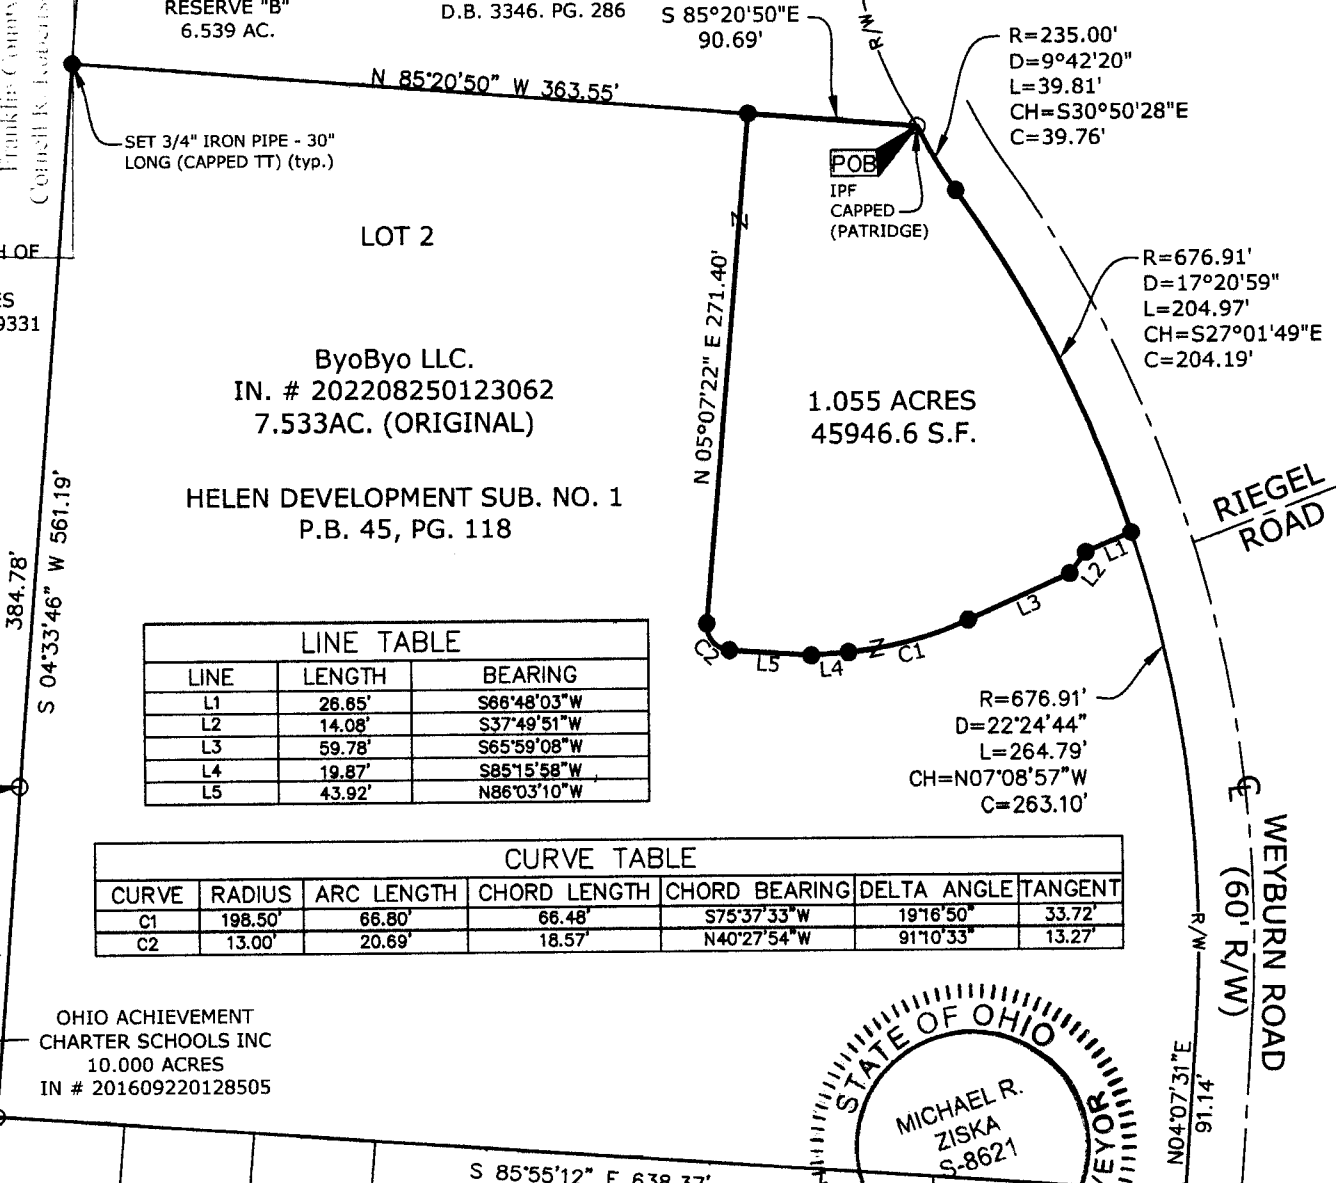 RESERVE "B"
6.539 AC.
D.B. 3346. PG. 286
S 85°20'50"E
90.69'
R/W
R=235.00'
D=9°42'20"
L=39.81'
CH=S30°50'28"E
C=39.76'
N 85°20'50" W 363.55'
SET 3/4" IRON PIPE - 30"
LONG (CAPPED TT) (typ.)
POB
IPF
CAPPED
(PATRIDGE)
LOT 2
H OF
ES
9331
N 05°07'22" E 271.40'
R=676.91'
D=17°20'59"
L=204.97'
CH=S27°01'49"E
C=204.19'
ByoByo LLC.
IN. # 202208250123062
7.533AC. (ORIGINAL)
1.055 ACRES
45946.6 S.F.
HELEN DEVELOPMENT SUB. NO. 1
P.B. 45, PG. 118
RIEGEL
ROAD
384.78'
S 04°33'46" W 561.19'
L1
L2
L3
C1
L4
L5
C2
LINE TABLE
LINE LENGTH BEARING
L1 26.65' S66°48'03"W
L2 14.08' S37°49'51"W
L3 59.78' S65°59'08"W
L4 19.87' S85°15'58"W
L5 43.92' N86°03'10"W
R=676.91'
D=22°24'44"
L=264.79'
CH=N07°08'57"W
C=263.10'
CURVE TABLE
CURVE RADIUS ARC LENGTH CHORD LENGTH CHORD BEARING DELTA ANGLE TANGENT
C1 198.50' 66.80' 66.48' S75°37'33"W 19°16'50" 33.72'
C2 13.00' 20.69' 18.57' N40°27'54"W 91°10'33" 13.27'
WEYBURN ROAD
(60' R/W)
R/W
N04°07'31"E
91.14'
OHIO ACHIEVEMENT
CHARTER SCHOOLS INC
10.000 ACRES
IN # 201609220128505
STATE OF OHIO
MICHAEL R.
ZISKA
S-8621
VEYOR
S 85°55'12" E 638.37'